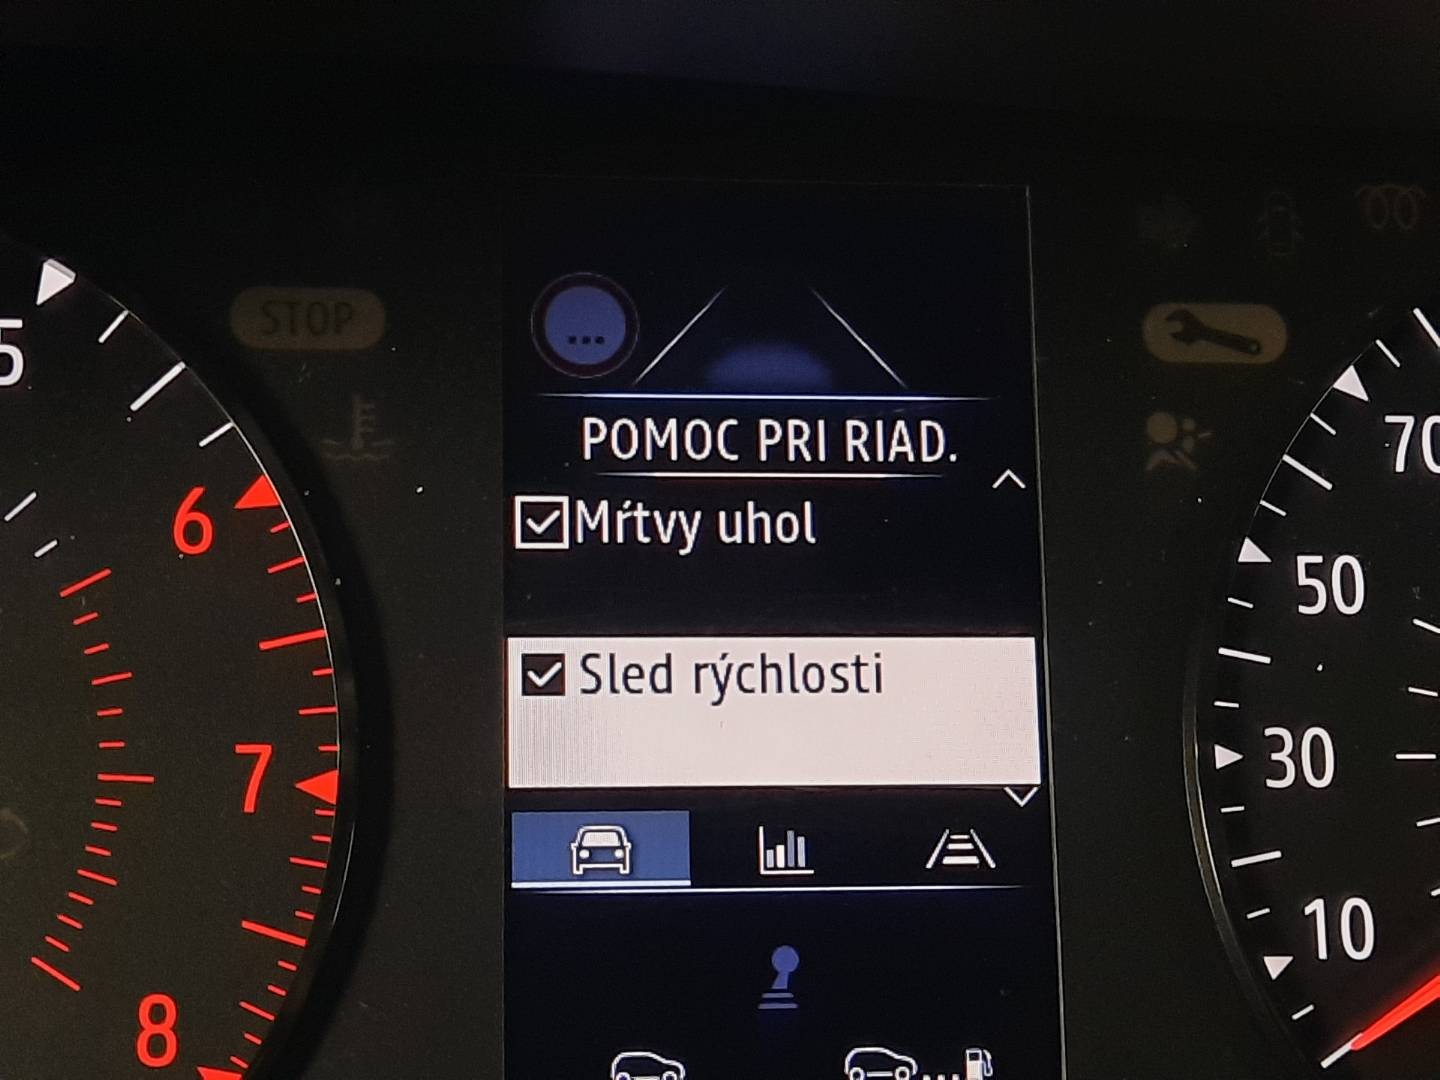 STOP
POMOC PRI RIAD.
Mŕtvy uhol
Sled rýchlosti
5
6
7
8
70
50
30
10